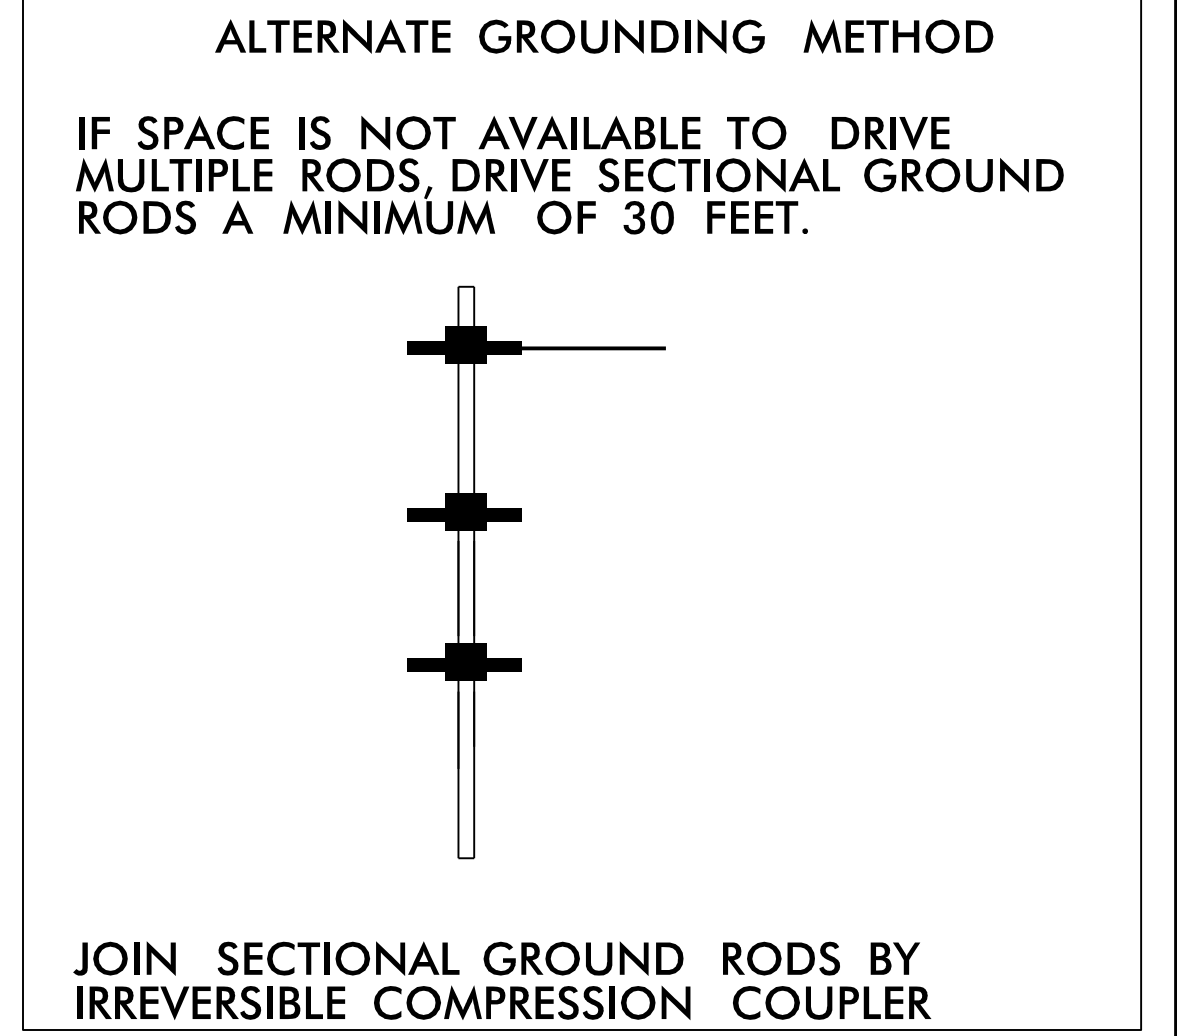 ALTERNATE GROUNDING METHOD
IF SPACE IS NOT AVAILABLE TO DRIVE
MULTIPLE RODS, DRIVE SECTIONAL GROUND
RODS A MINIMUM OF 30 FEET.
JOIN SECTIONAL GROUND RODS BY
IRREVERSIBLE COMPRESSION COUPLER